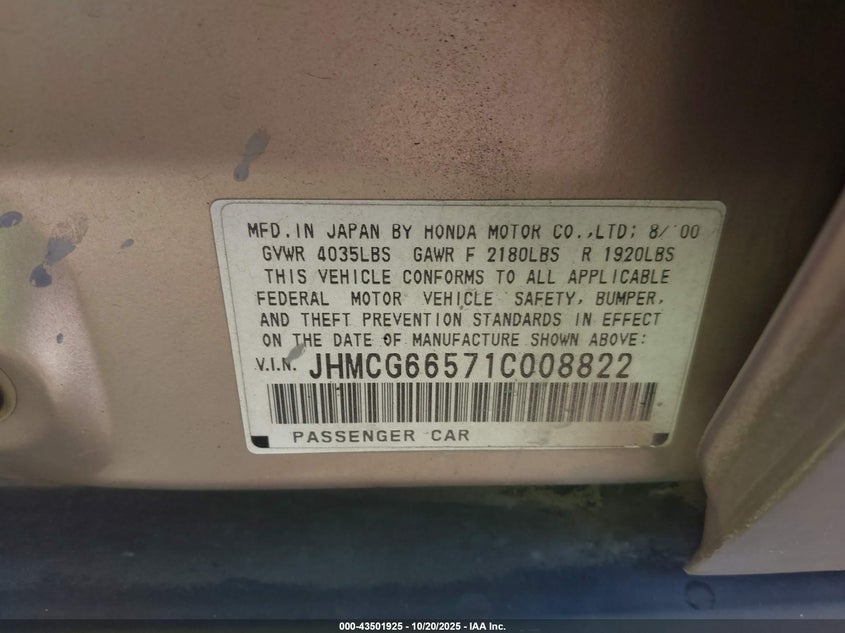 MFD. IN JAPAN BY HONDA MOTOR CO.,LTD; 8/'00
GVWR 4035LBS GAWR F 2180LBS R 1920LBS
THIS VEHICLE CONFORMS TO ALL APPLICABLE
FEDERAL MOTOR VEHICLE SAFETY, BUMPER,
AND THEFT PREVENTION STANDARDS IN EFFECT
ON THE DATE OF MANUFACTURE SHOWN ABOVE:
V.I.N. JHMCG66571C008822
PASSENGER CAR
000-43501925 - 10/20/2025 - IAA Inc.